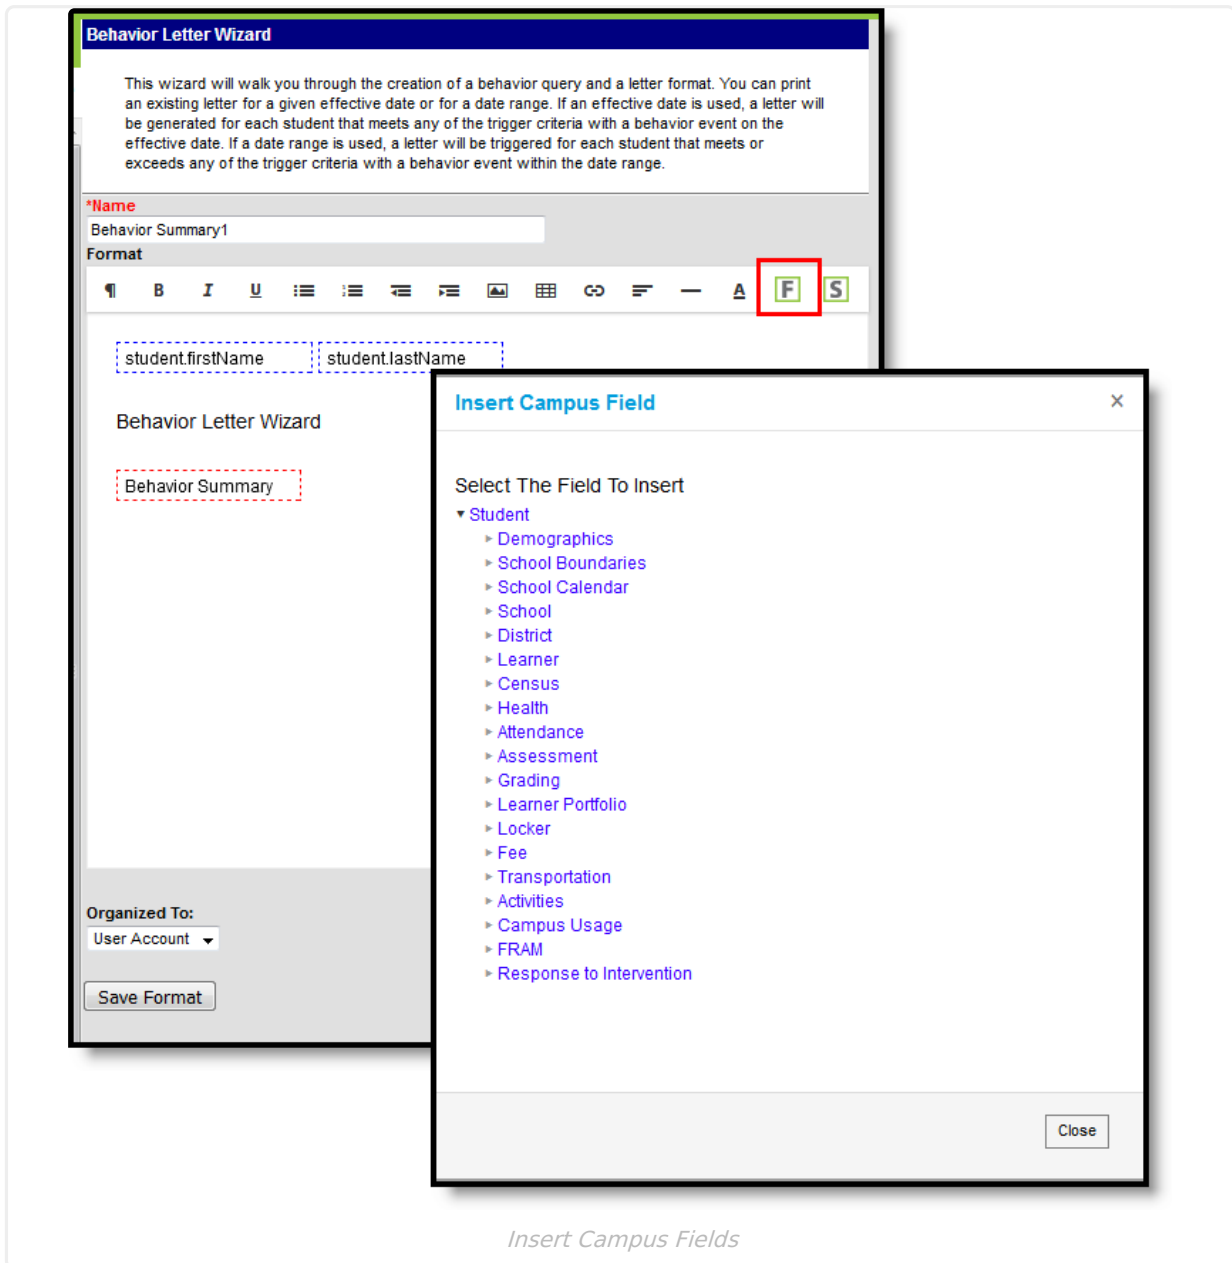 Behavior Letter Wizard
This wizard will walk you through the creation of a behavior query and a letter format. You can print
an existing letter for a given effective date or for a date range. If an effective date is used, a letter will
be generated for each student that meets any of the trigger criteria with a behavior event on the
effective date. If a date range is used, a letter will be triggered for each student that meets or
exceeds any of the trigger criteria with a behavior event within the date range.
*Name
Behavior Summary1
Format
¶ B I U A F S
student.firstName student.lastName
Behavior Letter Wizard
Behavior Summary
Organized To:
User Account
Save Format
Insert Campus Field ×
Select The Field To Insert
Student
Demographics
School Boundaries
School Calendar
School
District
Learner
Census
Health
Attendance
Assessment
Grading
Learner Portfolio
Locker
Fee
Transportation
Activities
Campus Usage
FRAM
Response to Intervention
Close
Insert Campus Fields